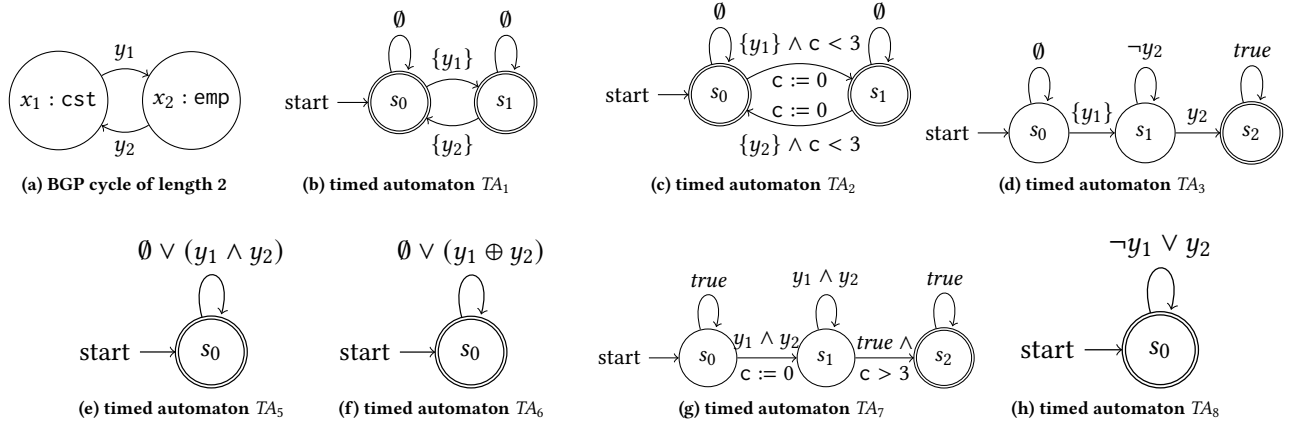 y₁
x₁ : cst
x₂ : emp
y₂
(a) BGP cycle of length 2
∅
∅
{y₁}
start
s₀
s₁
{y₂}
(b) timed automaton TA₁
∅
∅
{y₁} ∧ c < 3
c := 0
start
s₀
s₁
c := 0
{y₂} ∧ c < 3
(c) timed automaton TA₂
∅
¬y₂
true
{y₁}
y₂
start
s₀
s₁
s₂
(d) timed automaton TA₃
∅ ∨ (y₁ ∧ y₂)
start
s₀
(e) timed automaton TA₅
∅ ∨ (y₁ ⊕ y₂)
start
s₀
(f) timed automaton TA₆
true
y₁ ∧ y₂
true
y₁ ∧ y₂
true ∧
start
s₀
s₁
s₂
c := 0
c > 3
(g) timed automaton TA₇
¬y₁ ∨ y₂
start
s₀
(h) timed automaton TA₈